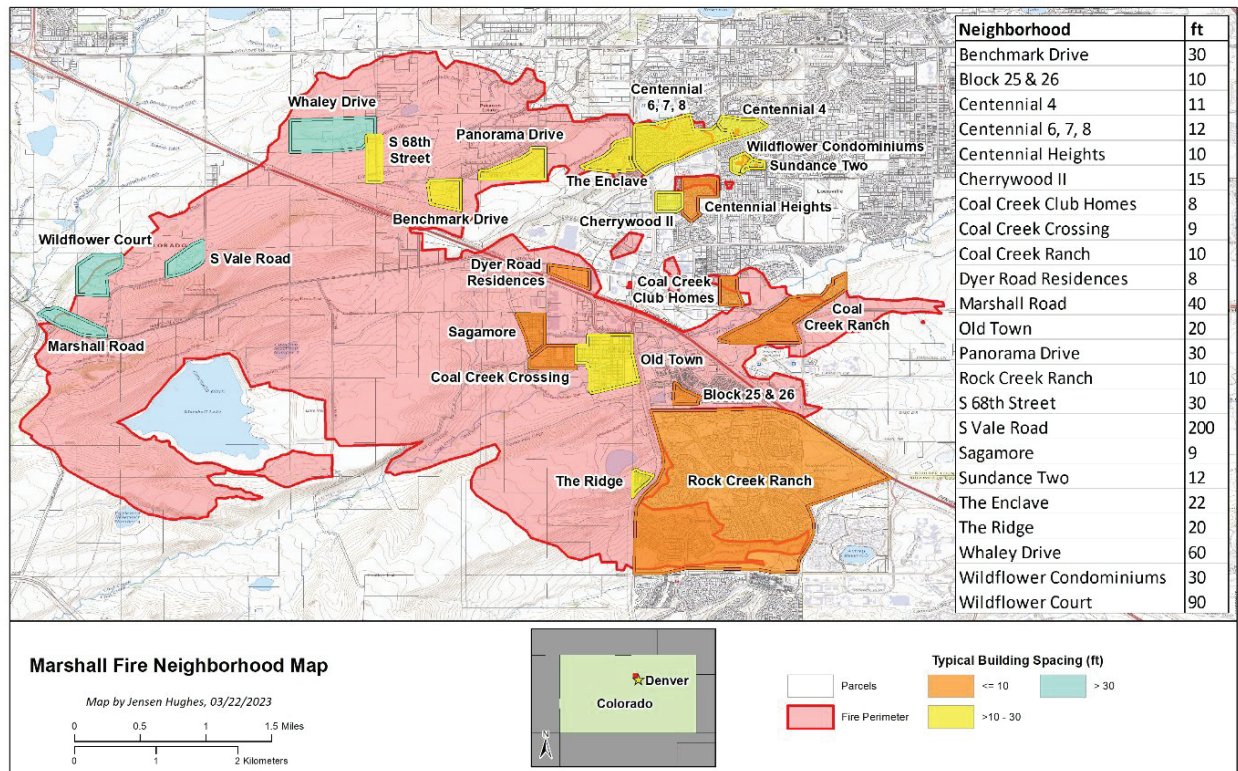 Whaley Drive
S 68th
Street
Panorama Drive
Centennial
6, 7, 8
Centennial 4
Wildflower Condominiums
Sundance Two
The Enclave
Benchmark Drive
Cherrywood II
Centennial Heights
Wildflower Court
S Vale Road
Marshall Road
Dyer Road
Residences
Coal Creek
Club Homes
Coal
Creek Ranch
Sagamore
Coal Creek Crossing
Old Town
Block 25 & 26
The Ridge
Rock Creek Ranch
Marshall Lake
Neighborhood ft
Benchmark Drive 30
Block 25 & 26 10
Centennial 4 11
Centennial 6, 7, 8 12
Centennial Heights 10
Cherrywood II 15
Coal Creek Club Homes 8
Coal Creek Crossing 9
Coal Creek Ranch 10
Dyer Road Residences 8
Marshall Road 40
Old Town 20
Panorama Drive 30
Rock Creek Ranch 10
S 68th Street 30
S Vale Road 200
Sagamore 9
Sundance Two 12
The Enclave 22
The Ridge 20
Whaley Drive 60
Wildflower Condominiums 30
Wildflower Court 90
Marshall Fire Neighborhood Map
Map by Jensen Hughes, 03/22/2023
0 0.5 1 1.5 Miles
0 1 2 Kilometers
N
Denver
Colorado
Typical Building Spacing (ft)
Parcels
Fire Perimeter
<= 10
>10 - 30
> 30